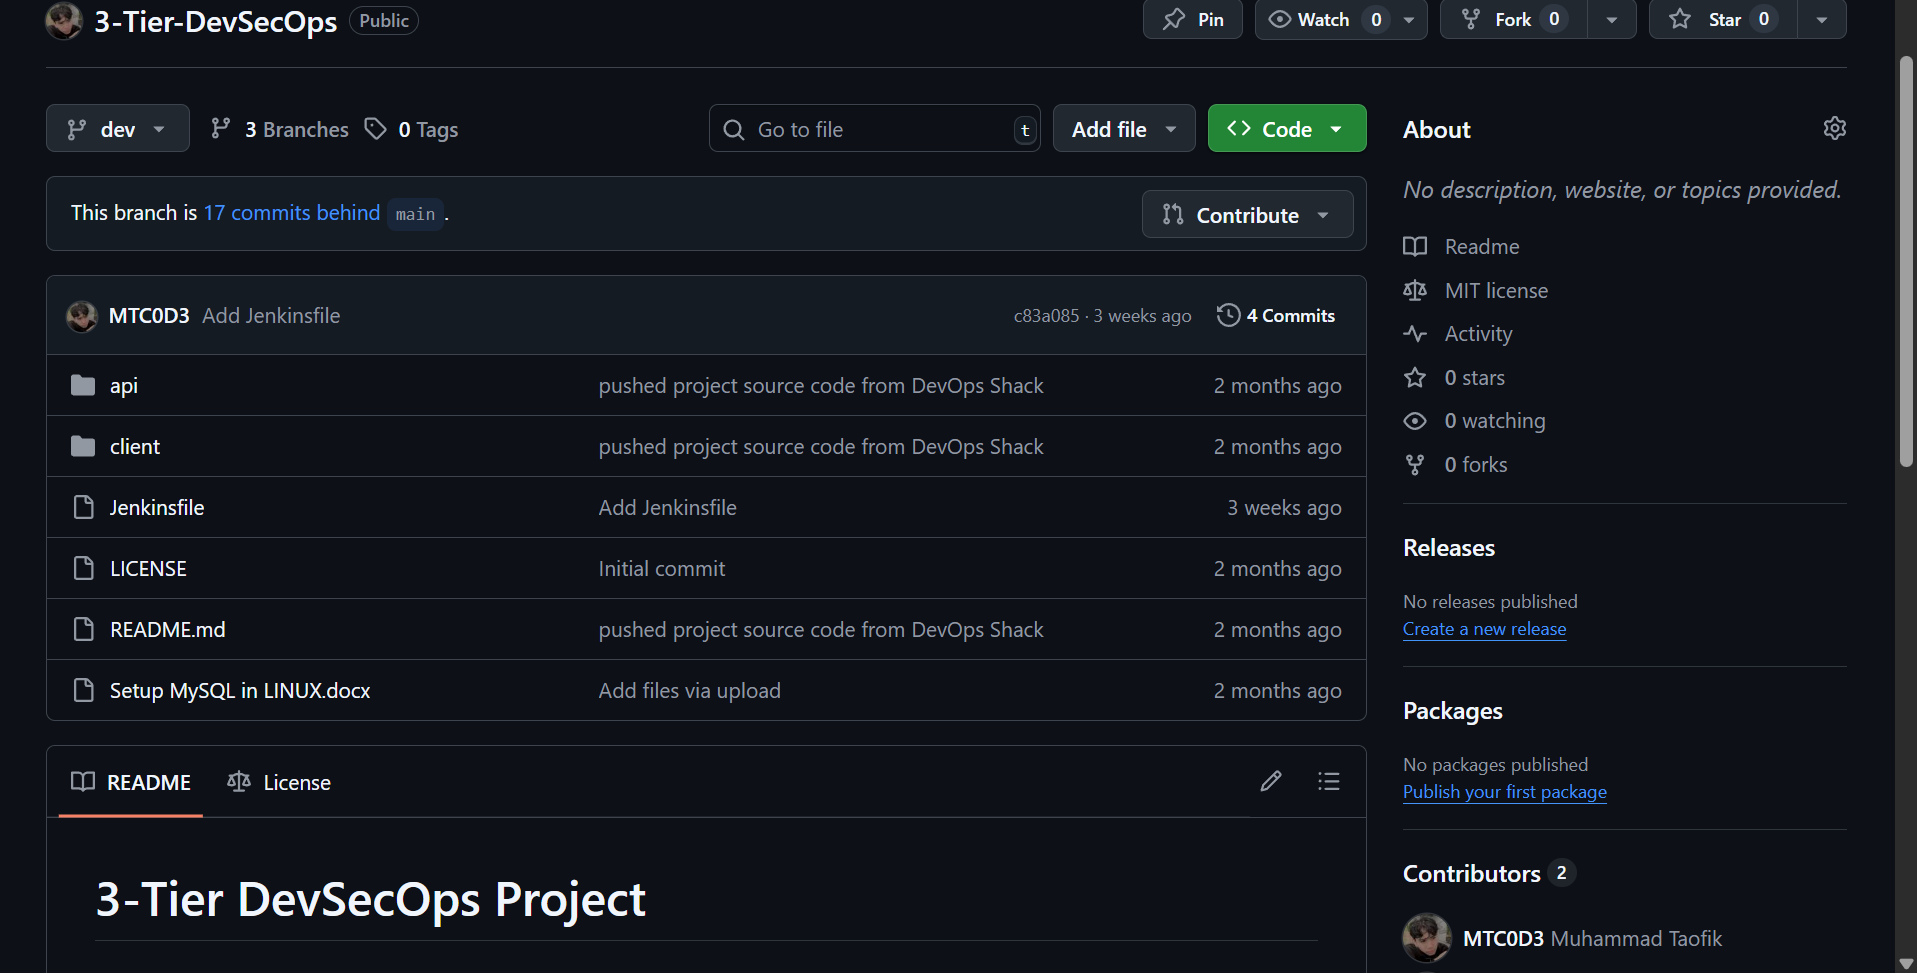 3-Tier-DevSecOps Public
Pin
Watch 0
Fork 0
Star 0
dev
3 Branches
0 Tags
Go to file
t
Add file
Code
This branch is 17 commits behind main .
Contribute
MTC0D3 Add Jenkinsfile
c83a085 · 3 weeks ago
4 Commits
api pushed project source code from DevOps Shack 2 months ago
client pushed project source code from DevOps Shack 2 months ago
Jenkinsfile Add Jenkinsfile 3 weeks ago
LICENSE Initial commit 2 months ago
README.md pushed project source code from DevOps Shack 2 months ago
Setup MySQL in LINUX.docx Add files via upload 2 months ago
README
License
3-Tier DevSecOps Project
About
No description, website, or topics provided.
Readme
MIT license
Activity
0 stars
0 watching
0 forks
Releases
No releases published
Create a new release
Packages
No packages published
Publish your first package
Contributors 2
MTC0D3 Muhammad Taofik